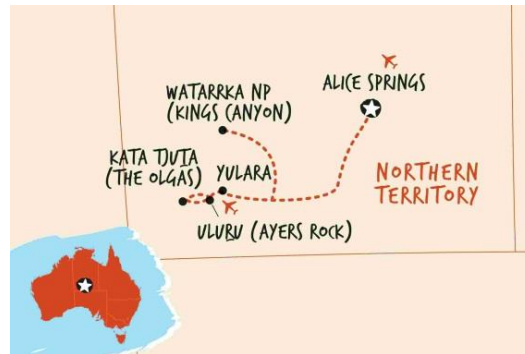 ALICE SPRINGS
WATARRKA NP
(KINGS CANYON)
KATA TJUTA
(THE OLGAS)
YULARA
NORTHERN
TERRITORY
ULURU (AYERS ROCK)